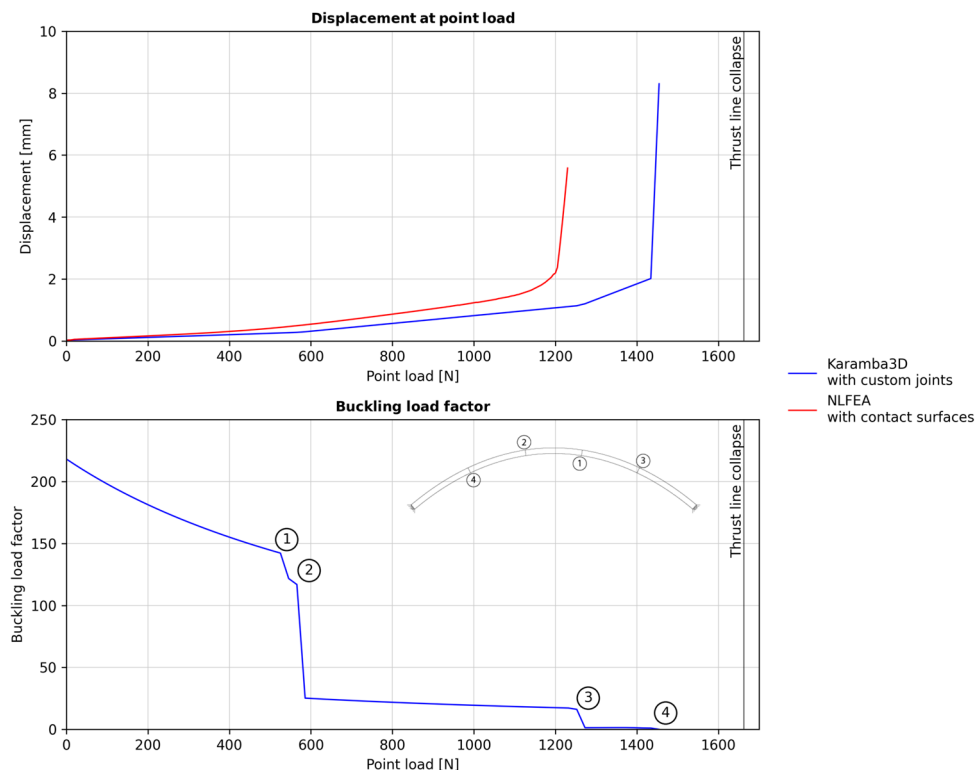 Displacement at point load
10
8
6
4
2
0
Displacement [mm]
Thrust line collapse
0 200 400 600 800 1000 1200 1400 1600
Point load [N]
Karamba3D
with custom joints
NLFEA
with contact surfaces
Buckling load factor
250
200
150
100
50
0
Buckling load factor
Thrust line collapse
2
3
1
4
1
2
3
4
0 200 400 600 800 1000 1200 1400 1600
Point load [N]